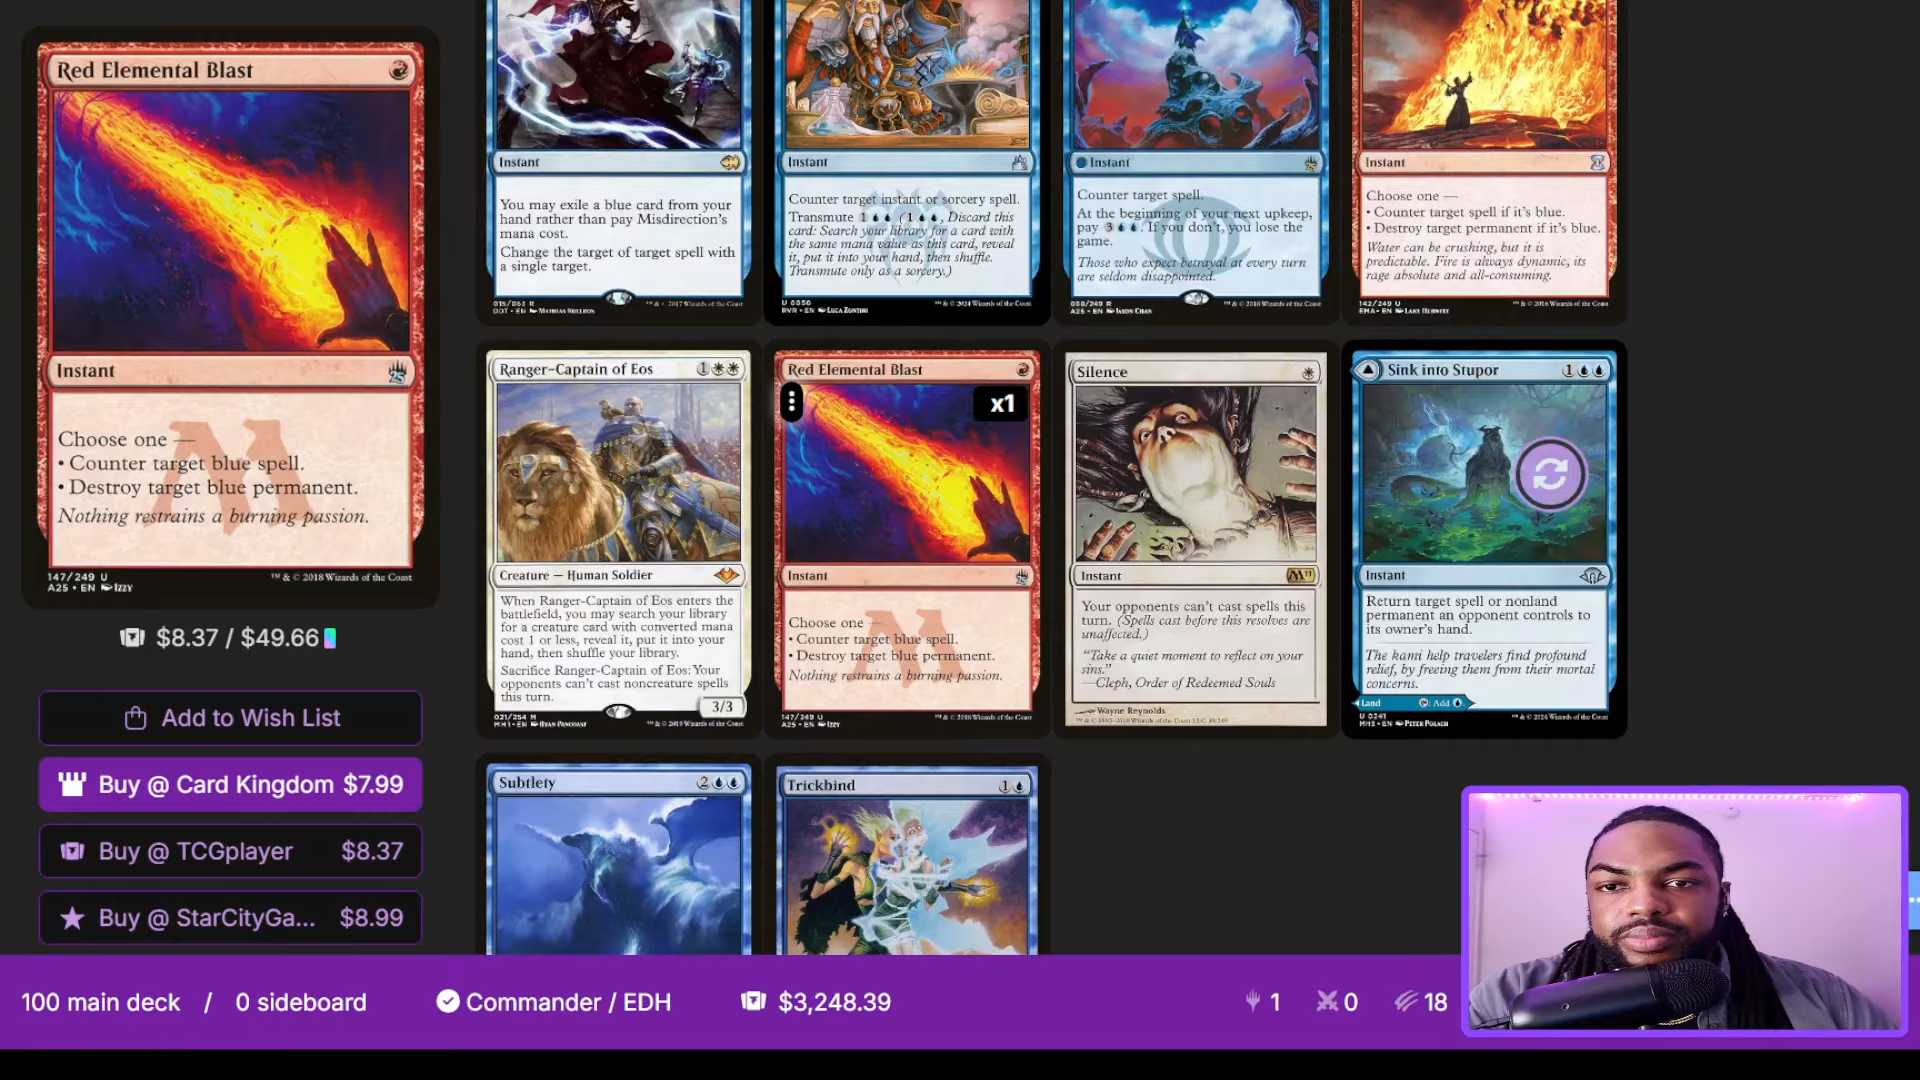 Red Elemental Blast
Instant
Choose one —
• Counter target blue spell.
• Destroy target blue permanent.
Nothing restrains a burning passion.
147/249 U
A25 • EN Izzy
™ & © 2018 Wizards of the Coast
$8.37 / $49.66
Add to Wish List
Buy @ Card Kingdom $7.99
Buy @ TCGplayer $8.37
Buy @ StarCityGa... $8.99
Instant
You may exile a blue card from your
hand rather than pay Misdirection's
mana cost.
Change the target of target spell with
a single target.
Instant
Counter target instant or sorcery spell.
Transmute 1 (1, Discard this
card: Search your library for a card with
the same mana value as this card, reveal
it, put it into your hand, then shuffle.
Transmute only as a sorcery.)
Instant
Counter target spell.
At the beginning of your next upkeep,
pay 3. If you don't, you lose the
game.
Those who expect betrayal at every turn
are seldom disappointed.
Instant
Choose one —
• Counter target spell if it's blue.
• Destroy target permanent if it's blue.
Water can be crushing, but it is
predictable. Fire is always dynamic, its
rage absolute and all-consuming.
Ranger-Captain of Eos 1
Creature — Human Soldier
When Ranger-Captain of Eos enters the
battlefield, you may search your library
for a creature card with converted mana
cost 1 or less, reveal it, put it into your
hand, then shuffle your library.
Sacrifice Ranger-Captain of Eos: Your
opponents can't cast noncreature spells
this turn.
3/3
Red Elemental Blast
x1
Instant
Choose one —
• Counter target blue spell.
• Destroy target blue permanent.
Nothing restrains a burning passion.
147/249 U
A25 • EN Izzy
Silence
Instant
Your opponents can't cast spells this
turn. (Spells cast before this resolves are
unaffected.)
"Take a quiet moment to reflect on your
sins."
—Cleph, Order of Redeemed Souls
Wayne Reynolds
Sink into Stupor 1
Instant
Return target spell or nonland
permanent an opponent controls to
its owner's hand.
The kami help travelers find profound
relief, by freeing them from their mortal
concerns.
Land
: Add .
Subtlety 2
Trickbind 1
100 main deck / 0 sideboard
Commander / EDH
$3,248.39
1
0
18